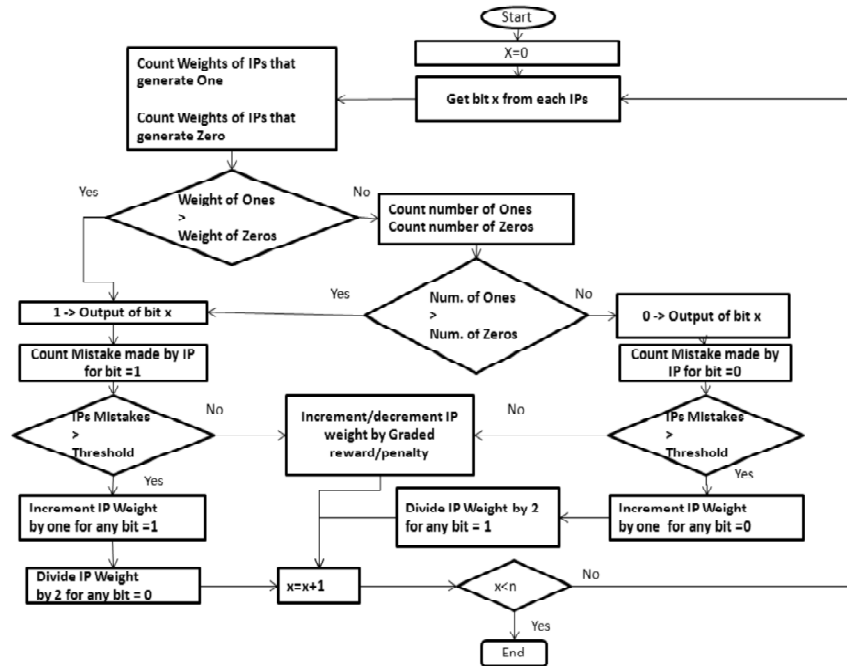 Start
X=0
Get bit x from each IPs
Count Weights of IPs that
generate One
Count Weights of IPs that
generate Zero
Yes
Weight of Ones
>
Weight of Zeros
No
Count number of Ones
Count number of Zeros
Yes
Num. of Ones
>
Num. of Zeros
No
1 -> Output of bit x
0 -> Output of bit x
Count Mistake made by IP
for bit =1
Count Mistake made by
IP for bit=0
IPs Mistakes
>
Threshold
No
Increment/decrement IP
weight by Graded
reward/penalty
No
IPs Mistakes
>
Threshold
Yes
Yes
Increment IP Weight
by one for any bit =1
Divide IP Weight by 2
for any bit = 1
Increment IP Weight
by one for any bit =0
Divide IP Weight
by 2 for any bit = 0
x=x+1
x<n
No
Yes
End